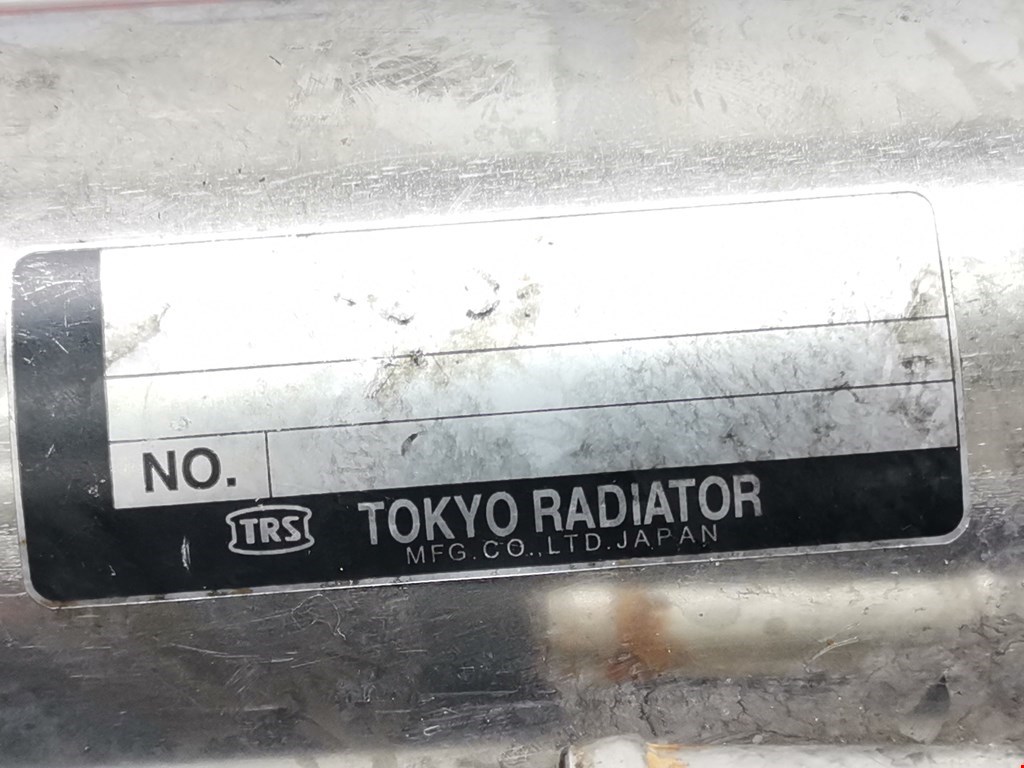 NO.
TRS
TOKYO RADIATOR
MFG.CO.,LTD.JAPAN